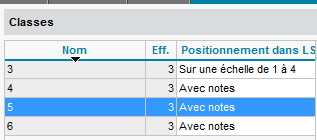 Classes
Nom Eff. Positionnement dans LS
3 3 Sur une échelle de 1 à 4
4 3 Avec notes
5 3 Avec notes
6 3 Avec notes